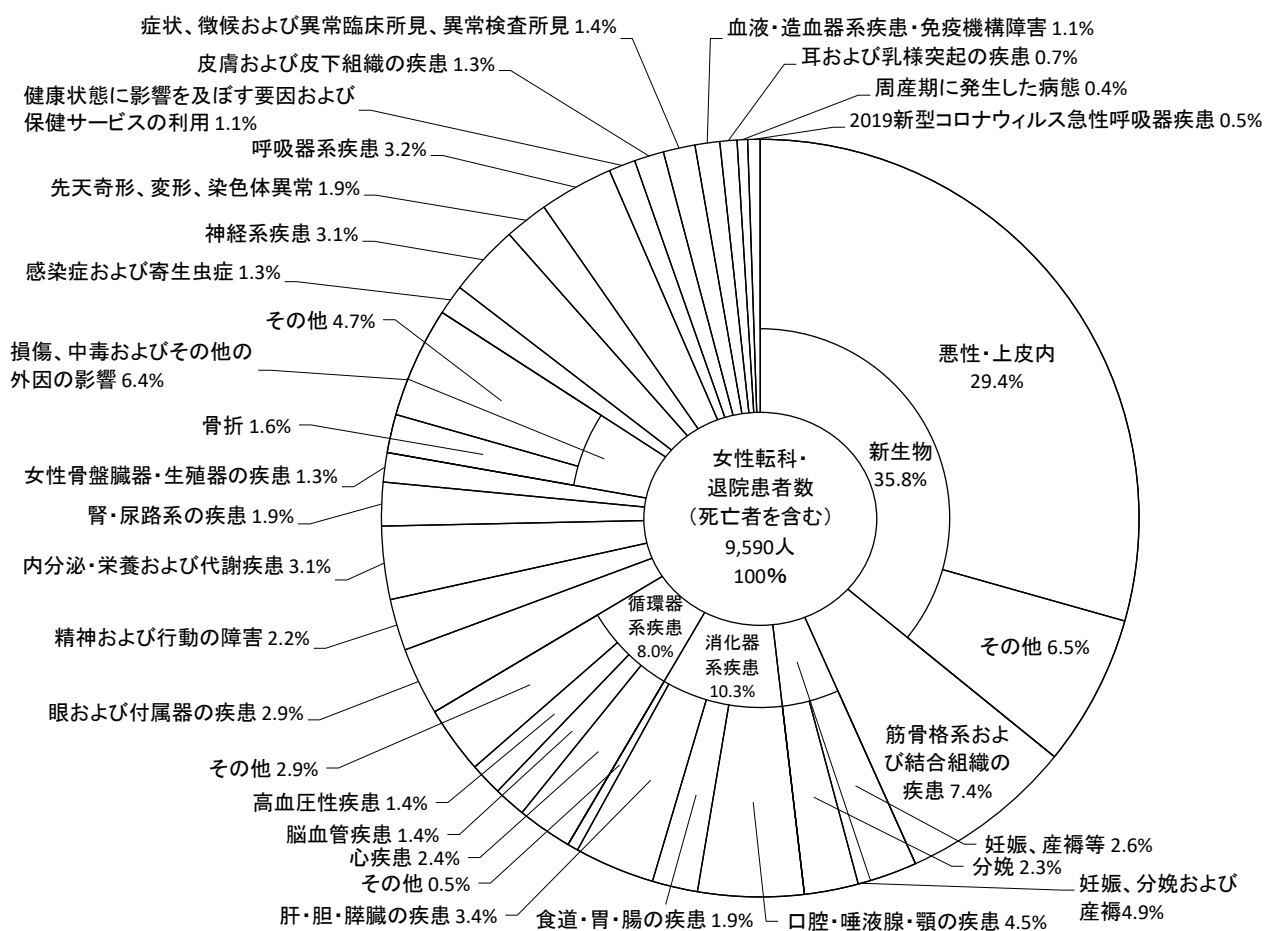 症状、徴候および異常臨床所見、異常検査所見 1.4%
血液・造血器系疾患・免疫機構障害 1.1%
皮膚および皮下組織の疾患 1.3%
耳および乳様突起の疾患 0.7%
健康状態に影響を及ぼす要因および
保健サービスの利用 1.1%
周産期に発生した病態 0.4%
2019新型コロナウィルス急性呼吸器疾患 0.5%
呼吸器系疾患 3.2%
先天奇形、変形、染色体異常 1.9%
神経系疾患 3.1%
感染症および寄生虫症 1.3%
その他 4.7%
損傷、中毒およびその他の
外因の影響 6.4%
骨折 1.6%
女性骨盤臓器・生殖器の疾患 1.3%
腎・尿路系の疾患 1.9%
内分泌・栄養および代謝疾患 3.1%
精神および行動の障害 2.2%
眼および付属器の疾患 2.9%
その他 2.9%
高血圧性疾患 1.4%
脳血管疾患 1.4%
心疾患 2.4%
その他 0.5%
肝・胆・膵臓の疾患 3.4%
食道・胃・腸の疾患 1.9%
口腔・唾液腺・顎の疾患 4.5%
悪性・上皮内
29.4%
新生物
35.8%
女性転科・
退院患者数
（死亡者を含む）
9,590人
100%
循環器
系疾患
8.0%
消化器
系疾患
10.3%
その他 6.5%
筋骨格系およ
び結合組織の
疾患 7.4%
妊娠、産褥等 2.6%
分娩 2.3%
妊娠、分娩および
産褥4.9%